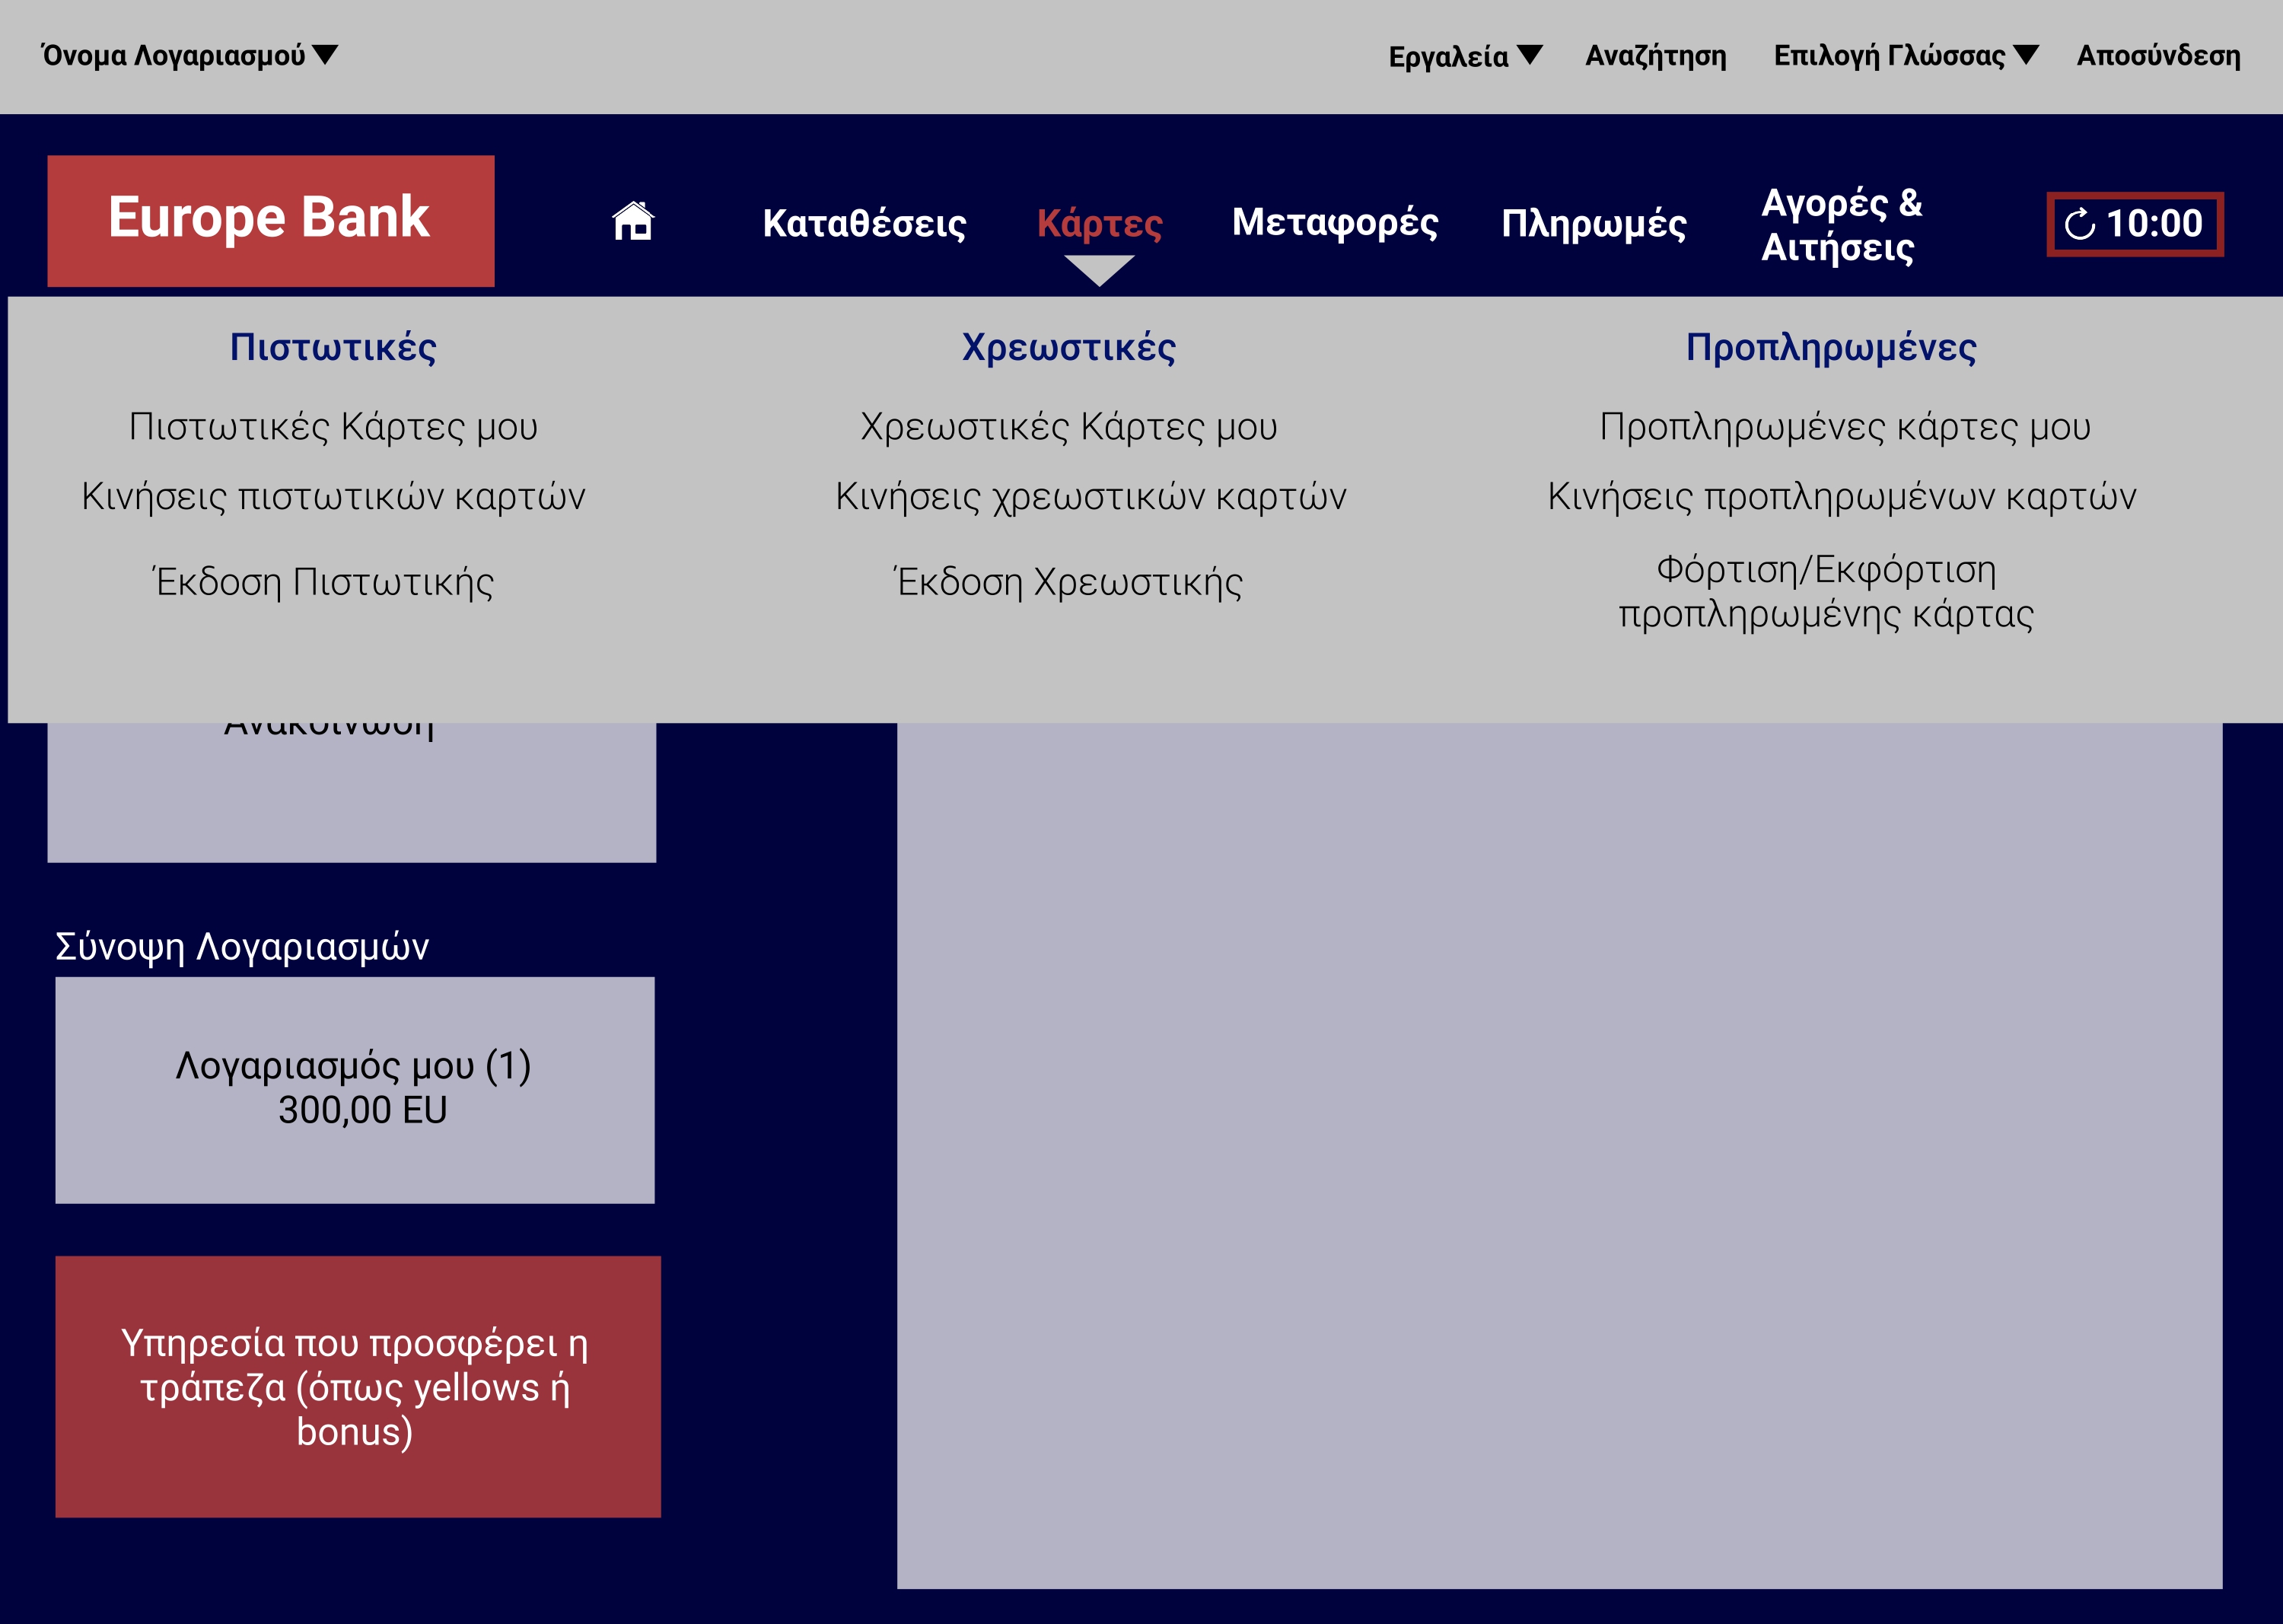 Όνομα Λογαριασμού
Εργαλεία
Αναζήτηση
Επιλογή Γλώσσας
Αποσύνδεση
Europe Bank
Καταθέσεις
Κάρτες
Μεταφορές
Πληρωμές
Αγορές &
Αιτήσεις
10:00
Πιστωτικές
Πιστωτικές Κάρτες μου
Κινήσεις πιστωτικών καρτών
Έκδοση Πιστωτικής
Χρεωστικές
Χρεωστικές Κάρτες μου
Κινήσεις χρεωστικών καρτών
Έκδοση Χρεωστικής
Προπληρωμένες
Προπληρωμένες κάρτες μου
Κινήσεις προπληρωμένων καρτών
Φόρτιση/Εκφόρτιση
προπληρωμένης κάρτας
Ανακοίνωση
Σύνοψη Λογαριασμών
Λογαριασμός μου (1)
300,00 EU
Υπηρεσία που προσφέρει η
τράπεζα (όπως yellows ή
bonus)